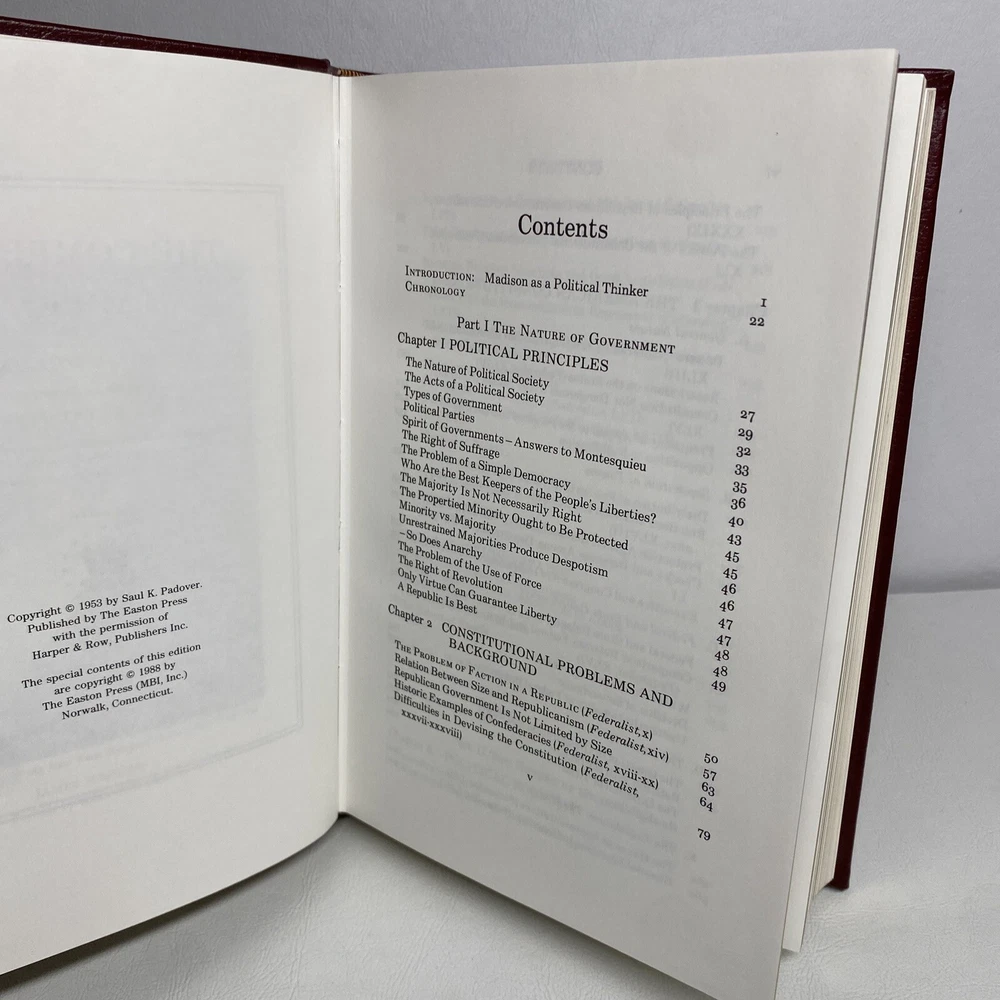 Copyright © 1953 by Saul K. Padover.
Published by The Easton Press
with the permission of
Harper & Row, Publishers Inc.
The special contents of this edition
are copyright © 1988 by
The Easton Press (MBI, Inc.)
Norwalk, Connecticut.
Contents
INTRODUCTION: Madison as a Political Thinker 1
CHRONOLOGY 22
Part I THE NATURE OF GOVERNMENT
Chapter I POLITICAL PRINCIPLES
The Nature of Political Society 27
The Acts of a Political Society 29
Types of Government 32
Political Parties 33
Spirit of Governments – Answers to Montesquieu 35
The Right of Suffrage 36
The Problem of a Simple Democracy 40
Who Are the Best Keepers of the People's Liberties? 43
The Majority Is Not Necessarily Right 45
The Propertied Minority Ought to Be Protected 45
Minority vs. Majority 46
Unrestrained Majorities Produce Despotism 46
–So Does Anarchy 47
The Problem of the Use of Force 47
The Right of Revolution 48
Only Virtue Can Guarantee Liberty 48
A Republic Is Best 49
Chapter 2 CONSTITUTIONAL PROBLEMS AND
BACKGROUND
THE PROBLEM OF FACTION IN A REPUBLIC (Federalist, x) 50
Relation Between Size and Republicanism (Federalist, xiv) 57
Republican Government Is Not Limited by Size 63
Historic Examples of Confederacies (Federalist, xviii-xx) 64
Difficulties in Devising the Constitution (Federalist,
xxxvii-xxxviii) 79
v